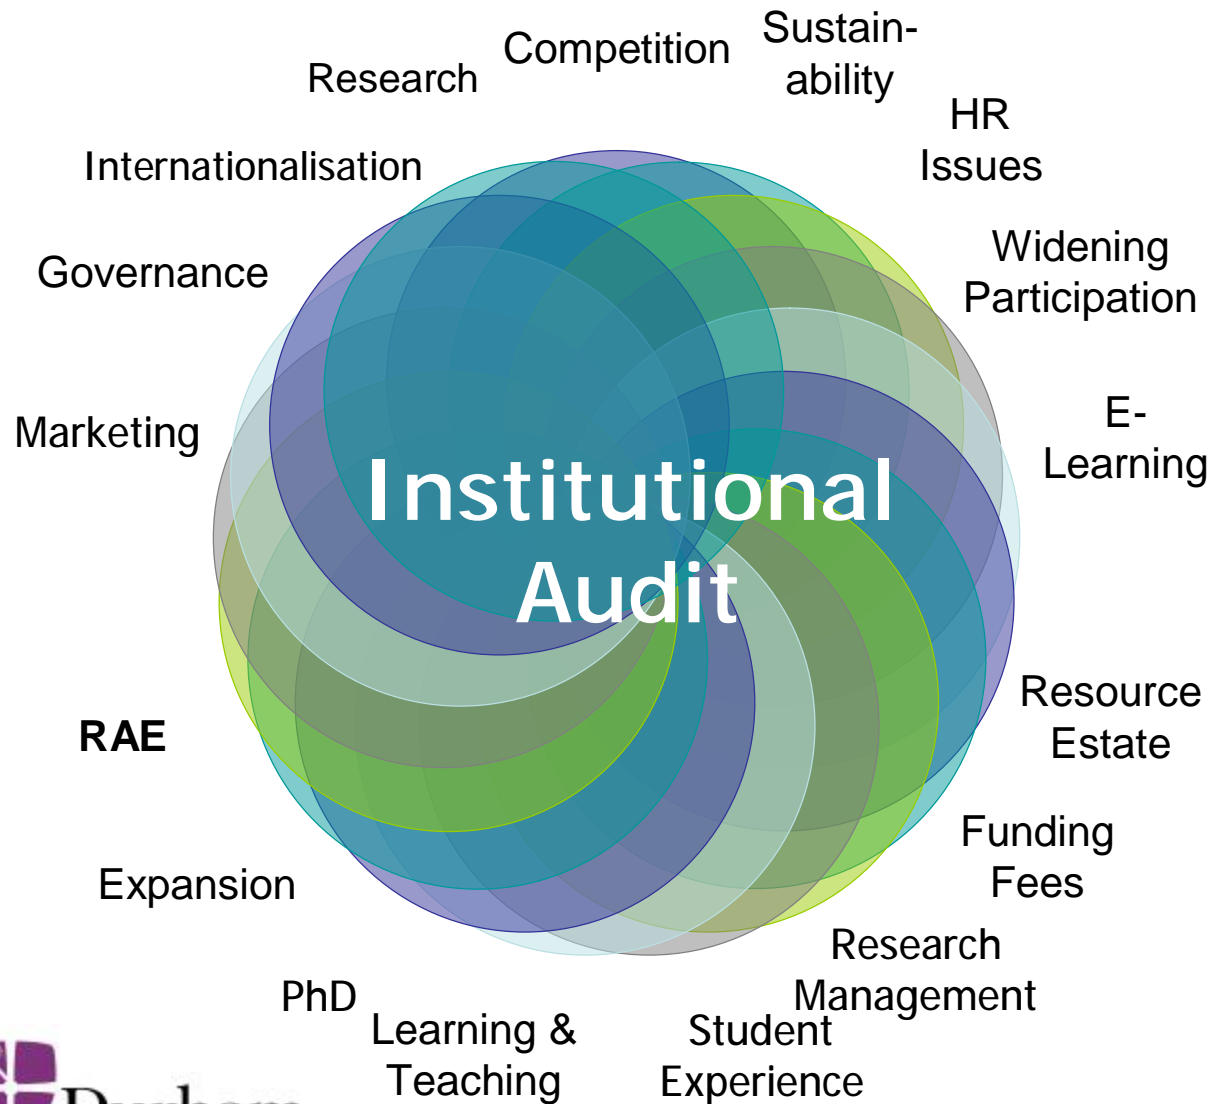 Competition
Sustain-
ability
Research
HR
Issues
Internationalisation
Widening
Participation
Governance
E-
Learning
Marketing
Institutional
Audit
Resource
Estate
RAE
Funding
Fees
Expansion
Research
Management
PhD
Learning &
Teaching
Student
Experience
Durham